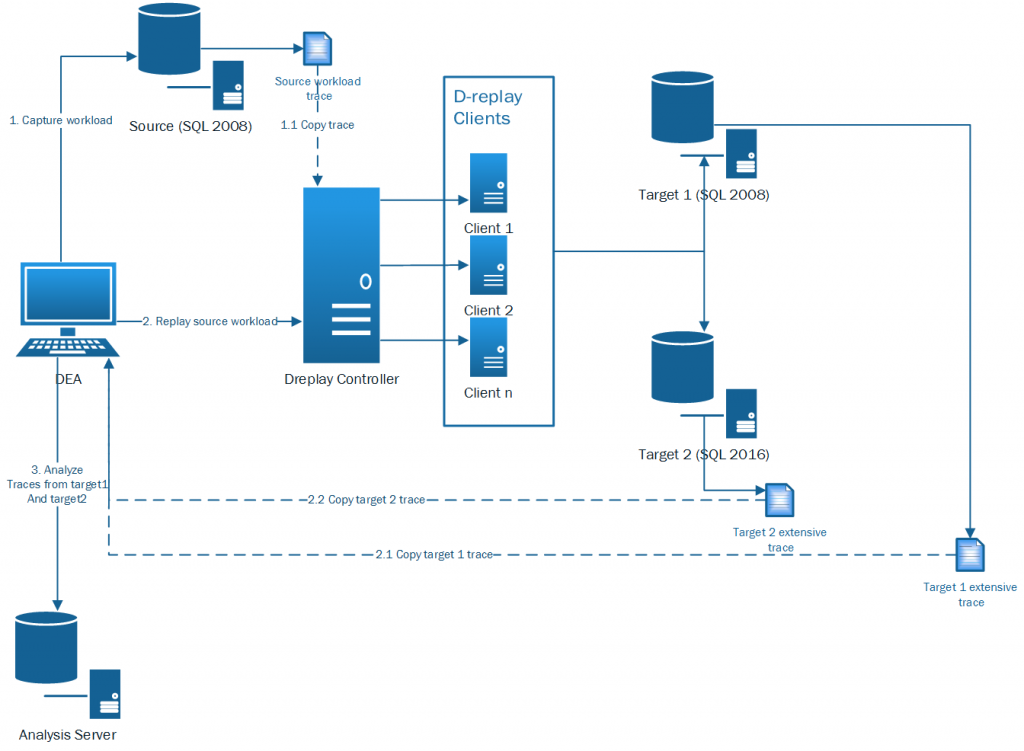 Source workload
trace
1. Capture workload
Source (SQL 2008)
1.1 Copy trace
D-replay
Clients
Client 1
Client 2
Client n
Target 1 (SQL 2008)
2. Replay source workload
DEA
Dreplay Controller
Target 2 (SQL 2016)
3. Analyze
Traces from target1
And target2
2.2 Copy target 2 trace
Target 2 extensive
trace
2.1 Copy target 1 trace
Target 1 extensive
trace
Analysis Server